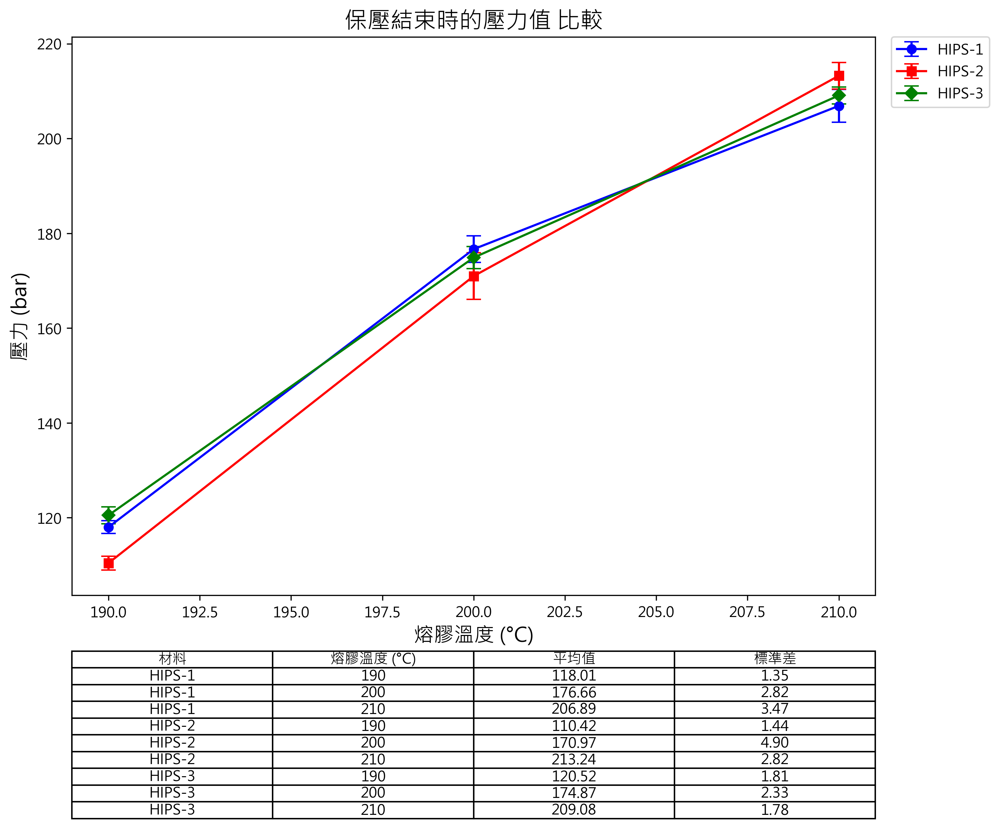 保壓結束時的壓力值 比較
HIPS-1
HIPS-2
HIPS-3
壓力 (bar)
220
200
180
160
140
120
190.0 192.5 195.0 197.5 200.0 202.5 205.0 207.5 210.0
熔膠溫度 (°C)
材料 熔膠溫度 (°C) 平均值 標準差
HIPS-1 190 118.01 1.35
HIPS-1 200 176.66 2.82
HIPS-1 210 206.89 3.47
HIPS-2 190 110.42 1.44
HIPS-2 200 170.97 4.90
HIPS-2 210 213.24 2.82
HIPS-3 190 120.52 1.81
HIPS-3 200 174.87 2.33
HIPS-3 210 209.08 1.78